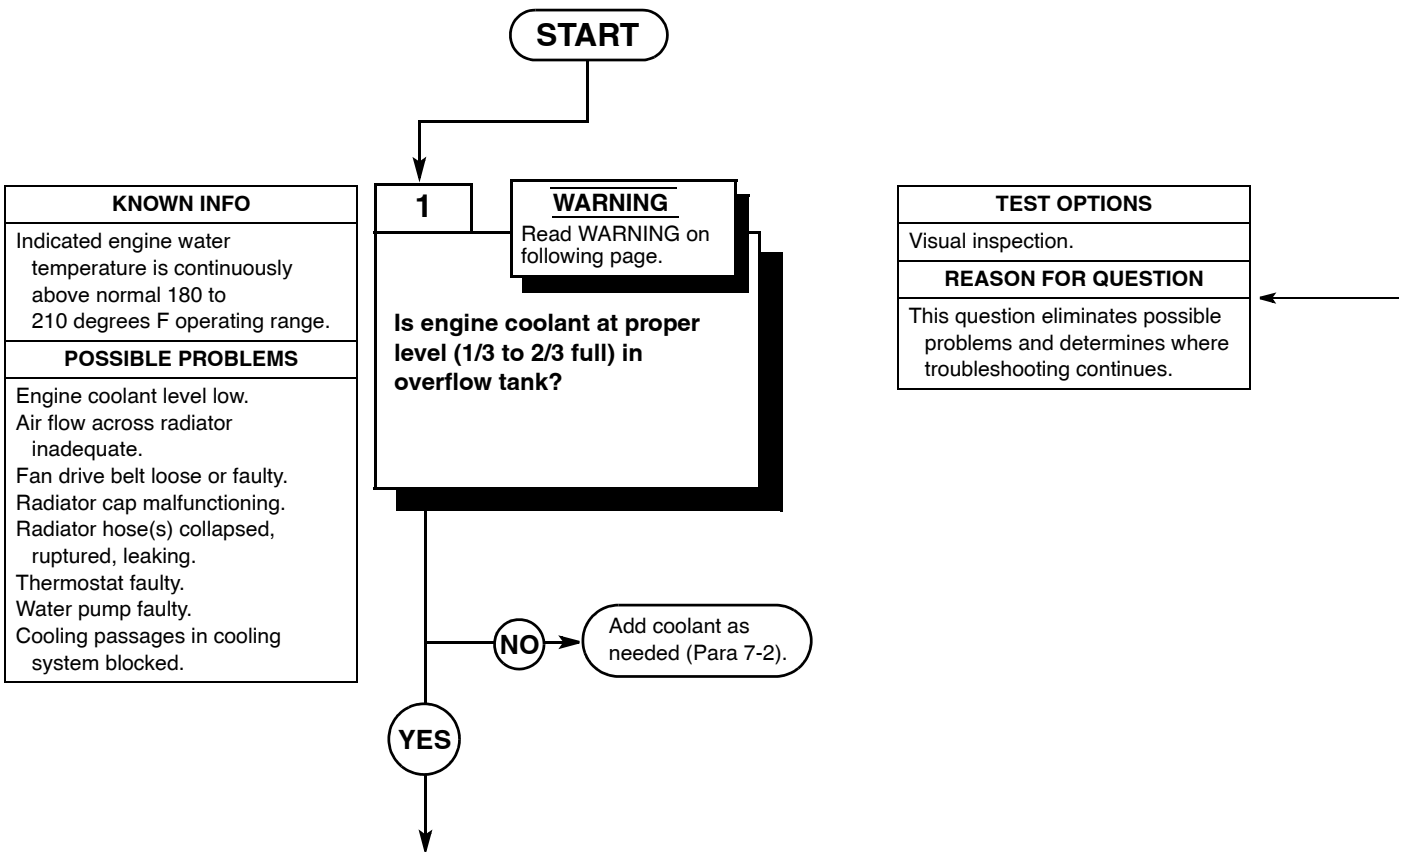 START
KNOWN INFO
Indicated engine water
temperature is continuously
above normal 180 to
210 degrees F operating range.
POSSIBLE PROBLEMS
Engine coolant level low.
Air flow across radiator
inadequate.
Fan drive belt loose or faulty.
Radiator cap malfunctioning.
Radiator hose(s) collapsed,
ruptured, leaking.
Thermostat faulty.
Water pump faulty.
Cooling passages in cooling
system blocked.
1
WARNING
Read WARNING on
following page.
Is engine coolant at proper
level (1/3 to 2/3 full) in
overflow tank?
TEST OPTIONS
Visual inspection.
REASON FOR QUESTION
This question eliminates possible
problems and determines where
troubleshooting continues.
NO
Add coolant as
needed (Para 7-2).
YES